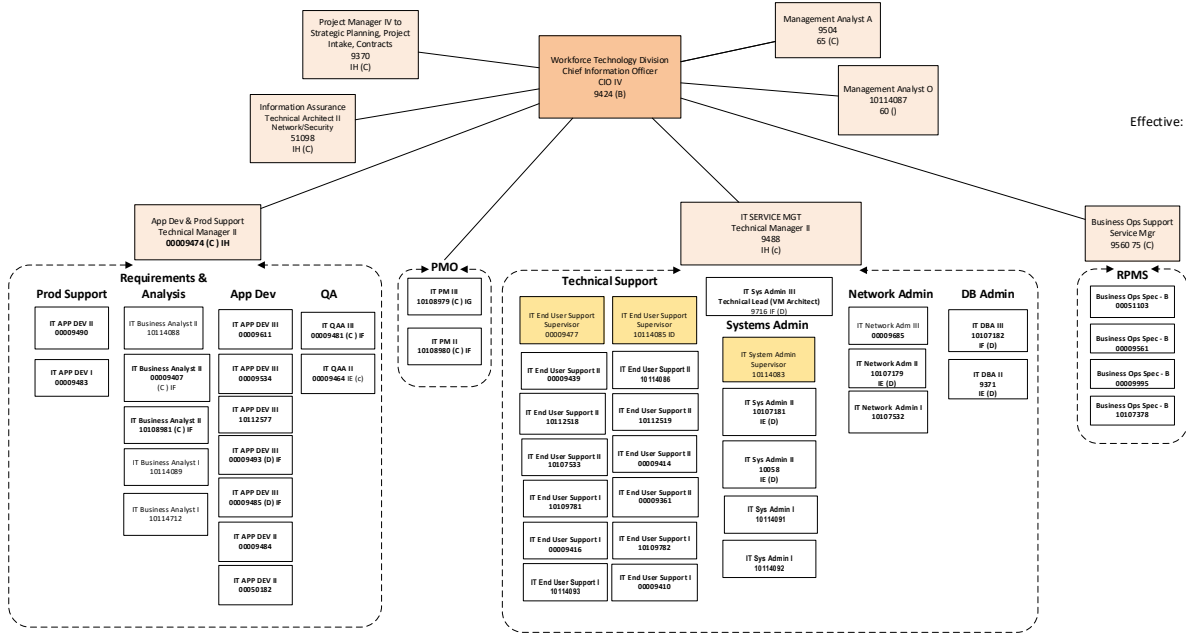 Project Manager IV to
Strategic Planning, Project
Intake, Contracts
9370
IH (C)
Workforce Technology Division
Chief Information Officer
CIO IV
9424 (B)
Management Analyst A
9504
65 (C)
Management Analyst O
10114087
60 ()
Information Assurance
Technical Architect II
Network/Security
51098
IH (C)
Effective:
App Dev & Prod Support
Technical Manager II
00009474 (C ) IH
IT SERVICE MGT
Technical Manager II
9488
IH (c)
Business Ops Support
Service Mgr
9560 75 (C)
Prod Support
IT APP DEV II
00009490
IT APP DEV I
00009483
Requirements &
Analysis
IT Business Analyst II
10114088
IT Business Analyst II
00009407
(C ) IF
IT Business Analyst II
10108981 (C ) IF
IT Business Analyst I
10114089
IT Business Analyst I
10114712
App Dev
IT APP DEV III
00009611
IT APP DEV III
00009534
IT APP DEV III
10112577
IT APP DEV III
00009493 (D) IF
IT APP DEV III
00009485 (D) IF
IT APP DEV II
00009484
IT APP DEV II
00050182
QA
IT QAA III
00009481 (C ) IF
IT QAA II
00009464 IE (c)
PMO
IT PM III
10108979 (C ) IG
IT PM II
10108980 (C ) IF
Technical Support
IT End User Support
Supervisor
00009477
IT End User Support II
00009439
IT End User Support II
10112518
IT End User Support II
10107533
IT End User Support I
10109781
IT End User Support I
00009416
IT End User Support I
10114093
IT End User Support
Supervisor
10114085 ID
IT End User Support II
10114086
IT End User Support II
10112519
IT End User Support II
00009414
IT End User Support II
00009361
IT End User Support I
10109782
IT End User Support I
00009410
IT Sys Admin III
Technical Lead (VM Architect)
9716 IF (D)
Systems Admin
IT System Admin
Supervisor
10114083
IT Sys Admin II
10107181
IE (D)
IT Sys Admin II
10058
IE (D)
IT Sys Admin I
10114091
IT Sys Admin I
10114092
Network Admin
IT Network Adm III
00009685
IT Network Adm II
10107179
IE (D)
IT Network Admin I
10107532
DB Admin
IT DBA III
10107182
IF (D)
IT DBA II
9371
IE (D)
RPMS
Business Ops Spec - B
00051103
Business Ops Spec - B
00009561
Business Ops Spec - B
00009995
Business Ops Spec - B
10107378